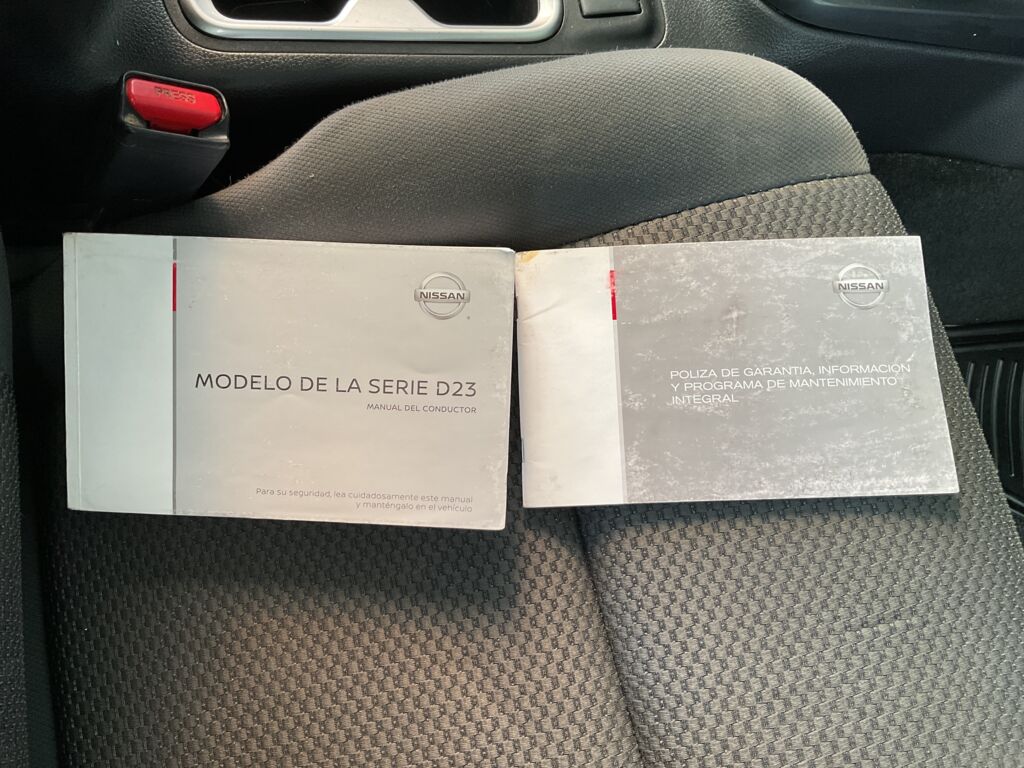 PRESS
NISSAN
MODELO DE LA SERIE D23
MANUAL DEL CONDUCTOR
Para su seguridad, lea cuidadosamente este manual
y manténgalo en el vehículo
NISSAN
POLIZA DE GARANTIA, INFORMACION
Y PROGRAMA DE MANTENIMIENTO
INTEGRAL